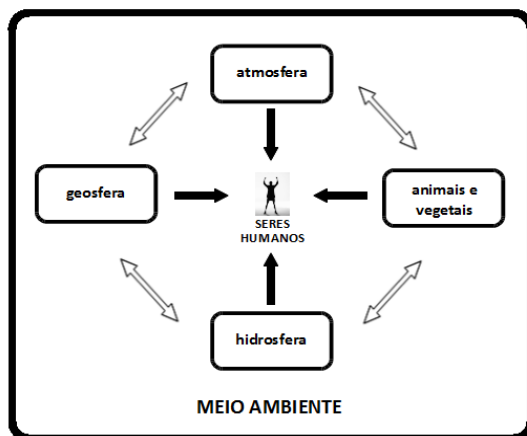 atmosfera
geosfera
animais e
vegetais
SERES
HUMANOS
hidrosfera
MEIO AMBIENTE